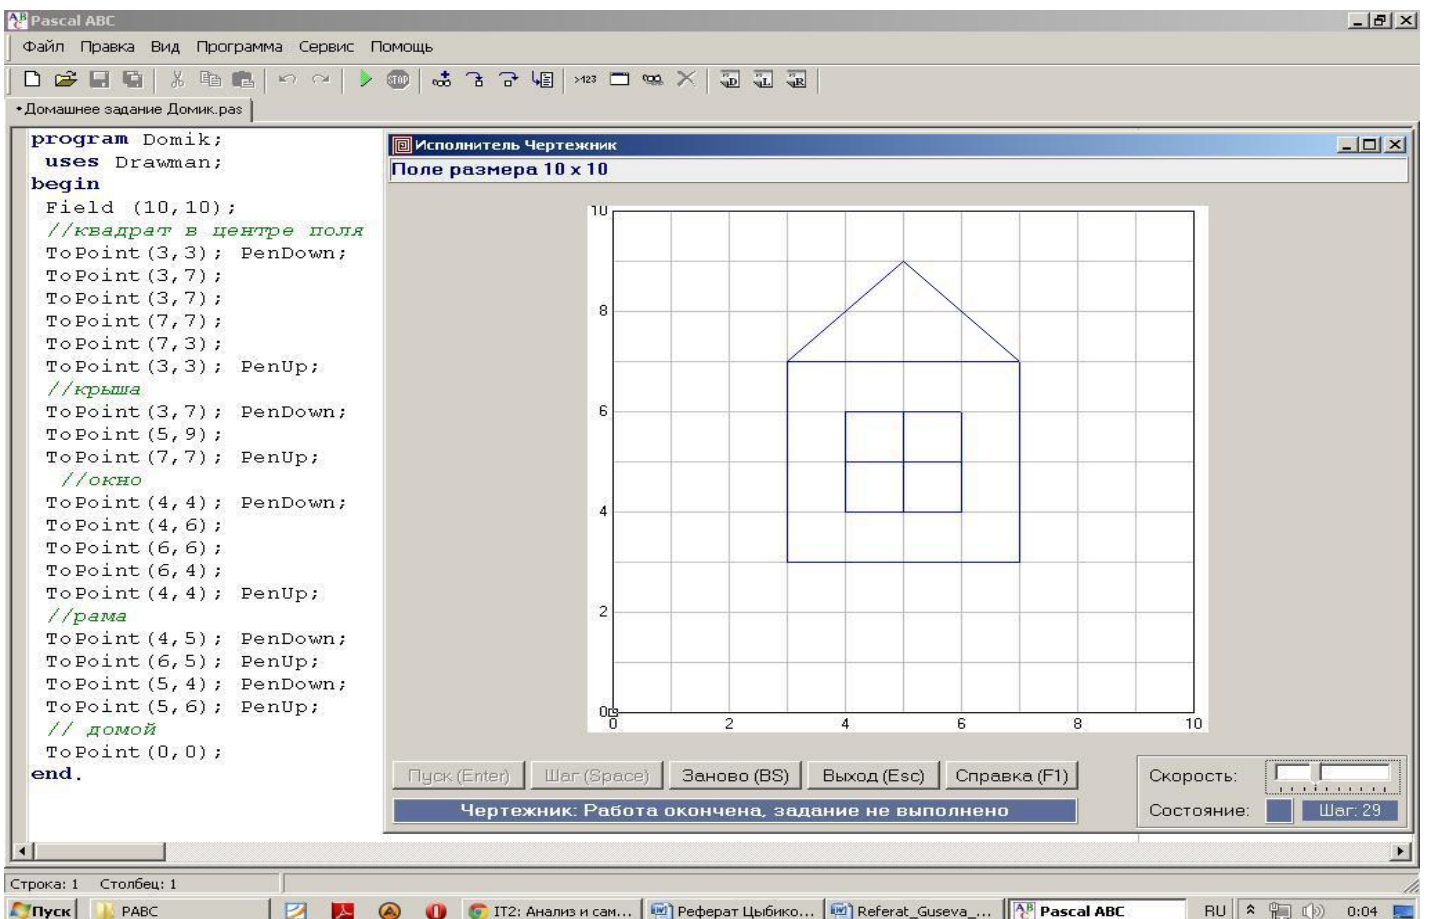 Pascal ABC
Файл Правка Вид Программа Сервис Помощь
STOP >123 D L R
•Домашнее задание Домик.pas
program Domik;
uses Drawman;
begin
Field (10,10);
//квадрат в центре поля
ToPoint(3,3); PenDown;
ToPoint(3,7);
ToPoint(3,7);
ToPoint(7,7);
ToPoint(7,3);
ToPoint(3,3); PenUp;
//крыша
ToPoint(3,7); PenDown;
ToPoint(5,9);
ToPoint(7,7); PenUp;
//окно
ToPoint(4,4); PenDown;
ToPoint(4,6);
ToPoint(6,6);
ToPoint(6,4);
ToPoint(4,4); PenUp;
//рама
ToPoint(4,5); PenDown;
ToPoint(6,5); PenUp;
ToPoint(5,4); PenDown;
ToPoint(5,6); PenUp;
// домой
ToPoint(0,0);
end.
Исполнитель Чертежник
Поле размера 10 x 10
10
8
6
4
2
0
0 2 4 6 8 10
Пуск (Enter) Шаг (Space) Заново (BS) Выход (Esc) Справка (F1)
Чертежник: Работа окончена, задание не выполнено
Скорость:
Состояние: Шаг: 29
Строка: 1 Столбец: 1
Пуск PABC IT2: Анализ и сам... Реферат Цыбико... Referat_Guseva_... Pascal ABC RU 0:04